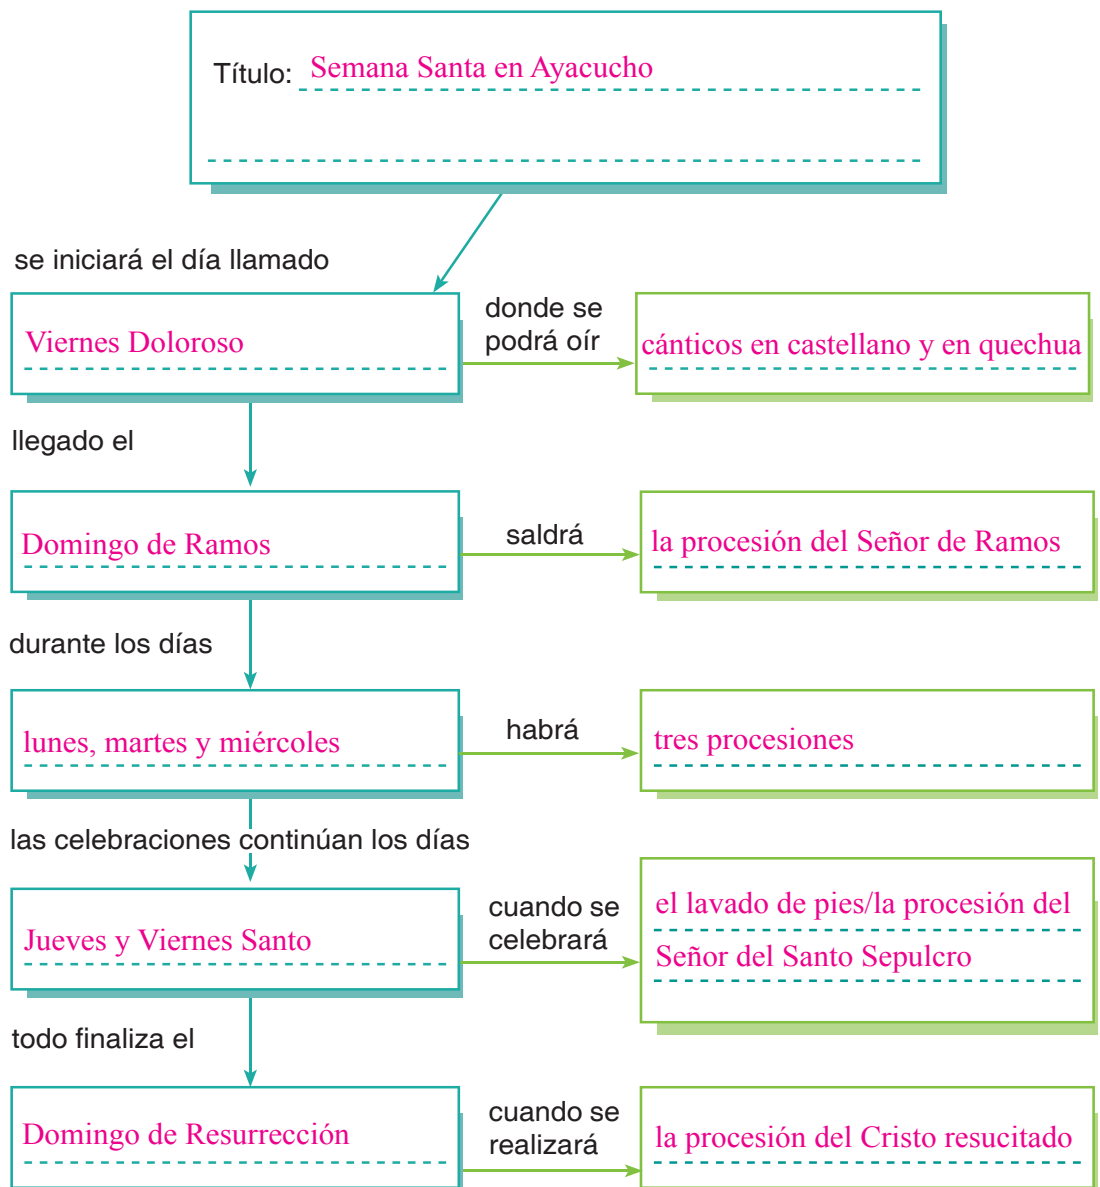 Título: Semana Santa en Ayacucho
se iniciará el día llamado
Viernes Doloroso
donde se
podrá oír
cánticos en castellano y en quechua
llegado el
Domingo de Ramos
saldrá
la procesión del Señor de Ramos
durante los días
lunes, martes y miércoles
habrá
tres procesiones
las celebraciones continúan los días
Jueves y Viernes Santo
cuando se
celebrará
el lavado de pies/la procesión del
Señor del Santo Sepulcro
todo finaliza el
Domingo de Resurrección
cuando se
realizará
la procesión del Cristo resucitado